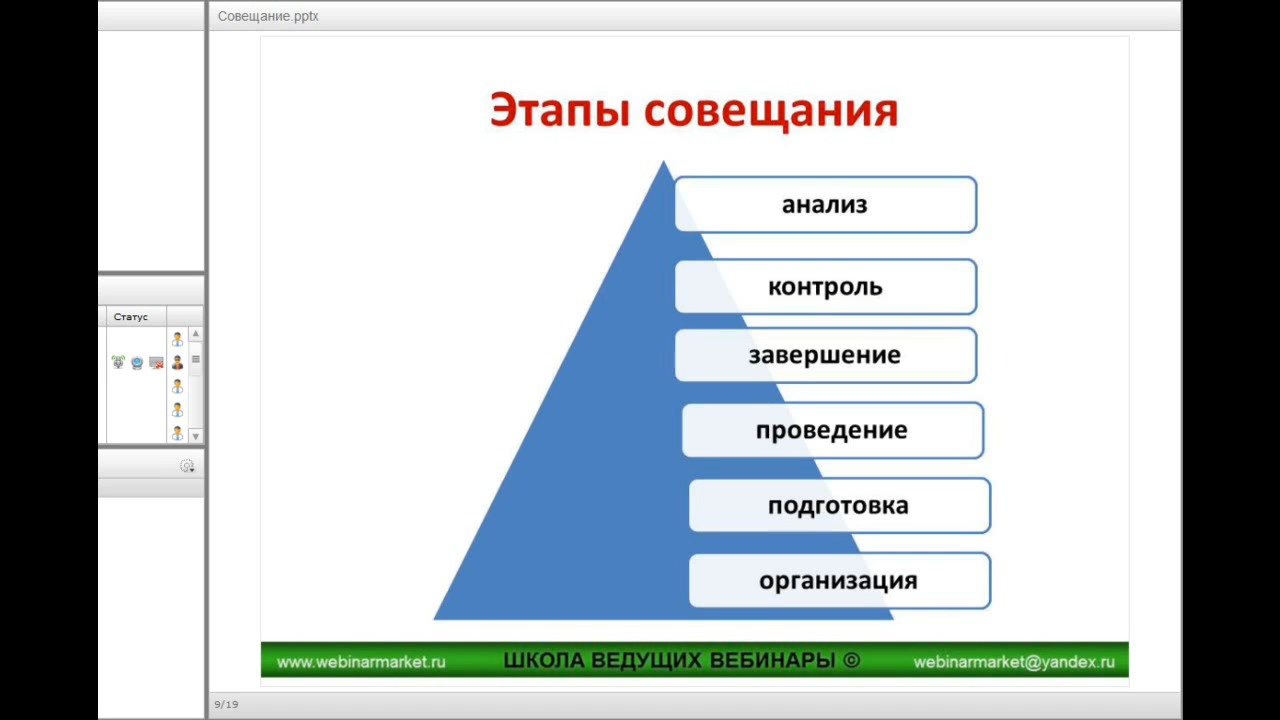 Совещание.pptx
Этапы совещания
анализ
контроль
завершение
проведение
подготовка
организация
Статус
www.webinarmarket.ru ШКОЛА ВЕДУЩИХ ВЕБИНАРЫ © webinarmarket@yandex.ru
9/19